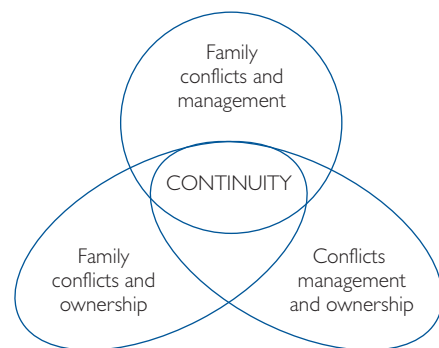 Family
conflicts and
management
CONTINUITY
Family
conflicts and
ownership
Conflicts
management
and ownership